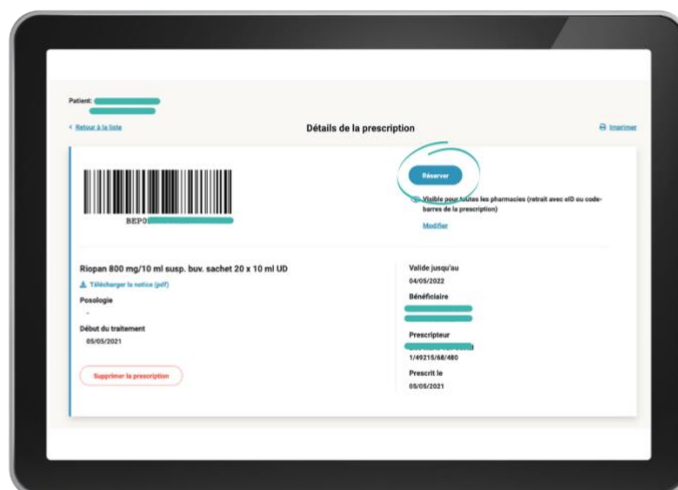 Patient:
< Retour à la liste
Détails de la prescription
Imprimer
Réserver
BEP0
Visible pour toutes les pharmacies (retrait avec eID ou code-
barres de la prescription)
Modifier
Riopan 800 mg/10 ml susp. buv. sachet 20 x 10 ml UD
Télécharger la notice (pdf)
Posologie
-
Début du traitement
05/05/2021
Supprimer la prescription
Valide jusqu'au
04/05/2022
Bénéficiaire
Prescripteur
1/49215/68/480
Prescrit le
05/05/2021